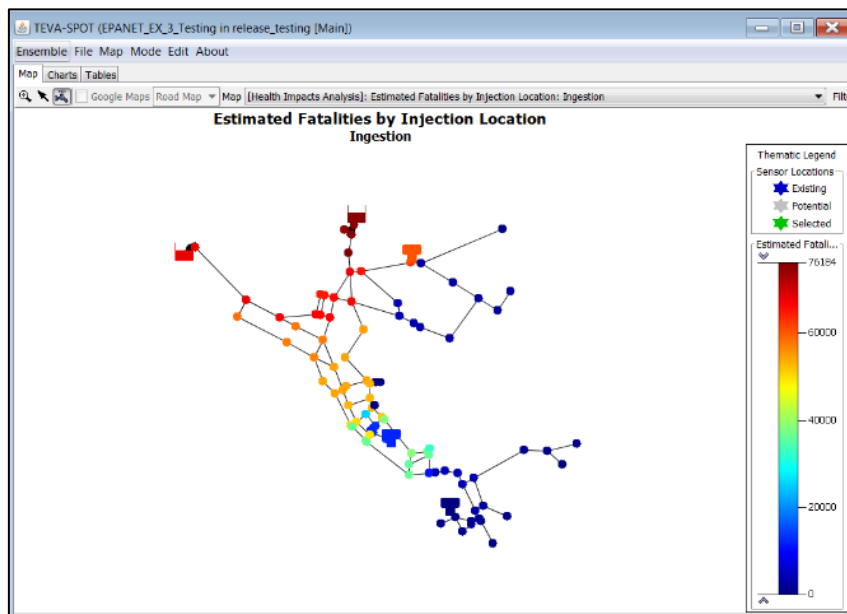 TEVA-SPOT (EPANET_EX_3_Testing in release_testing [Main])
Ensemble File Map Mode Edit About
Map Charts Tables
Google Maps Road Map Map [Health Impacts Analysis]: Estimated Fatalities by Injection Location: Ingestion Filt
Estimated Fatalities by Injection Location
Ingestion
Thematic Legend
Sensor Locations
Existing
Potential
Selected
Estimated Fatali...
76184
60000
40000
20000
0